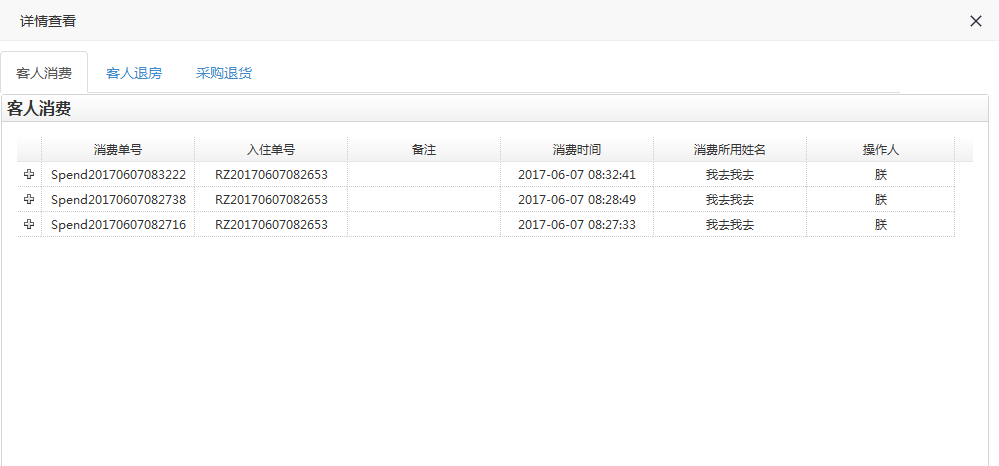 详情查看
客人消费 客人退房 采购退货
客人消费
消费单号 入住单号 备注 消费时间 消费所用姓名 操作人
Spend20170607083222 RZ20170607082653 2017-06-07 08:32:41 我去我去 朕
Spend20170607082738 RZ20170607082653 2017-06-07 08:28:49 我去我去 朕
Spend20170607082716 RZ20170607082653 2017-06-07 08:27:33 我去我去 朕